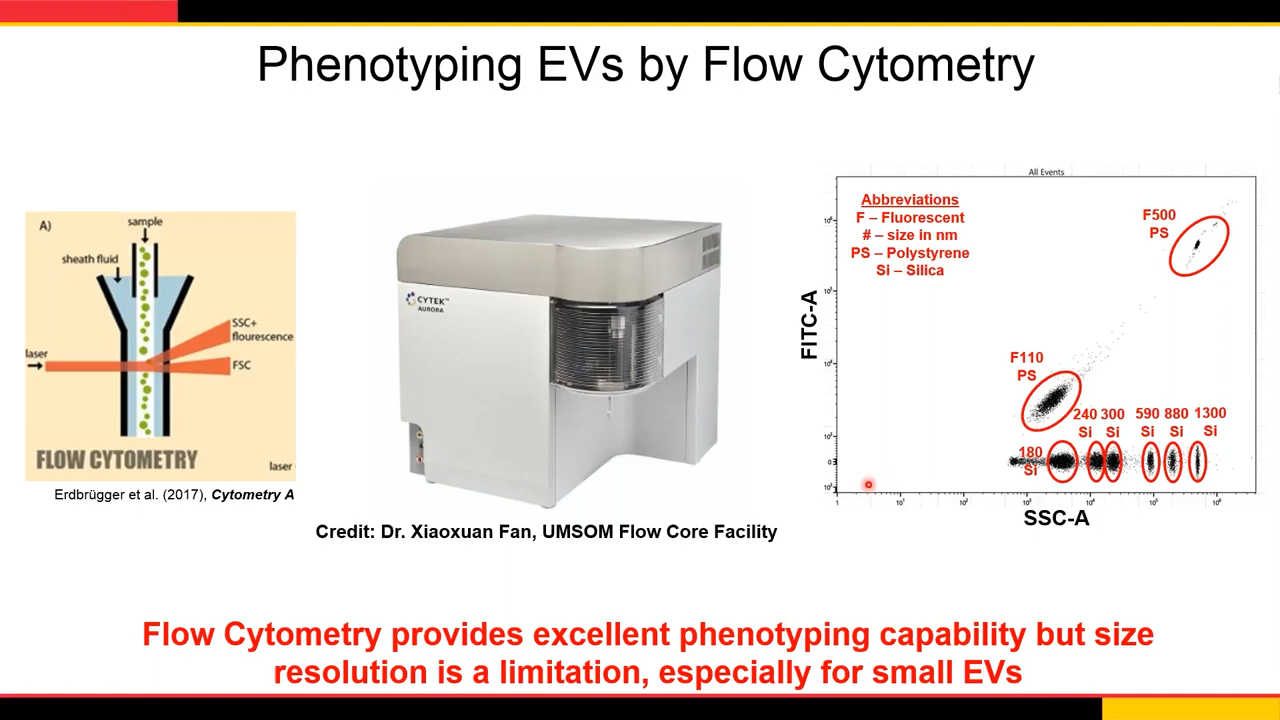 Phenotyping EVs by Flow Cytometry
A)
sample
sheath fluid
SSC+
flourescence
laser
FSC
FLOW CYTOMETRY
laser
Erdbrügger et al. (2017), Cytometry A
CYTEK™
AURORA
Credit: Dr. Xiaoxuan Fan, UMSOM Flow Core Facility
All Events
Abbreviations
F – Fluorescent
# – size in nm
PS – Polystyrene
Si – Silica
F500
PS
F110
PS
240 300 590 880 1300
Si Si Si Si Si
180
Si
FITC-A
SSC-A
Flow Cytometry provides excellent phenotyping capability but size
resolution is a limitation, especially for small EVs